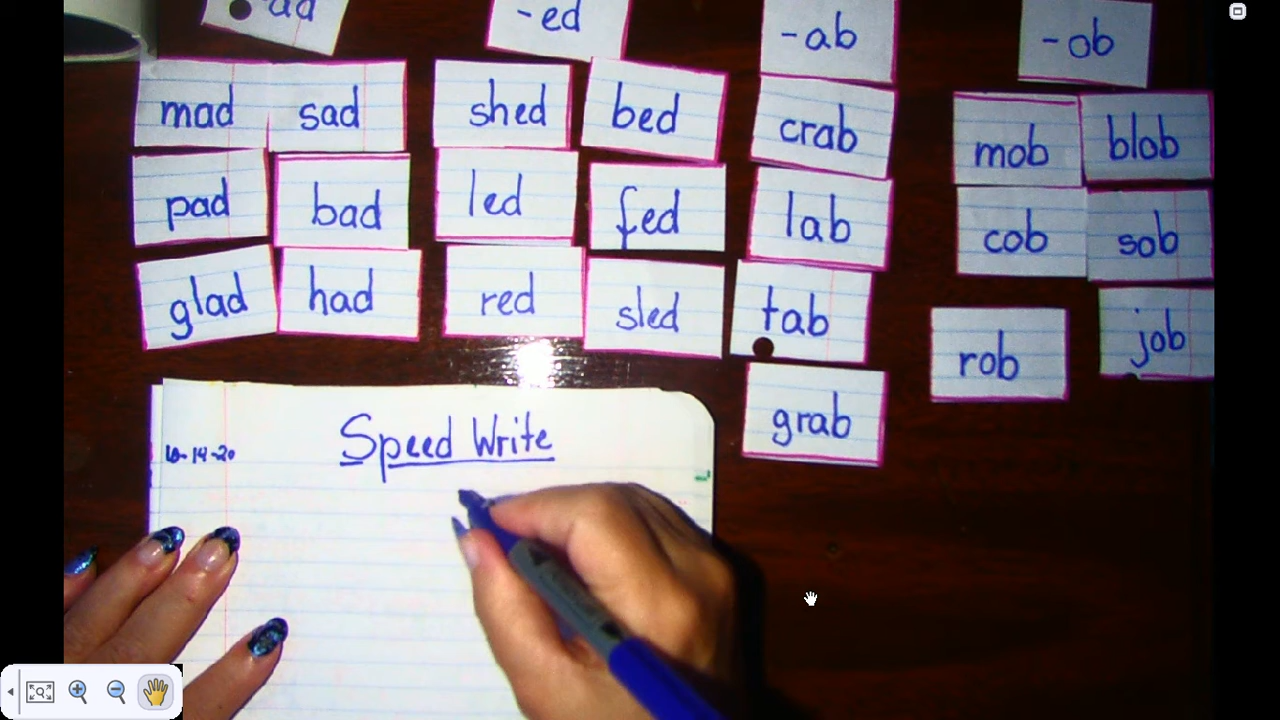 -ad -ed -ab -ob
mad sad shed bed crab mob blob
pad bad led fed lab cob sob
glad had red sled tab rob job
grab
Speed Write
10-14-20